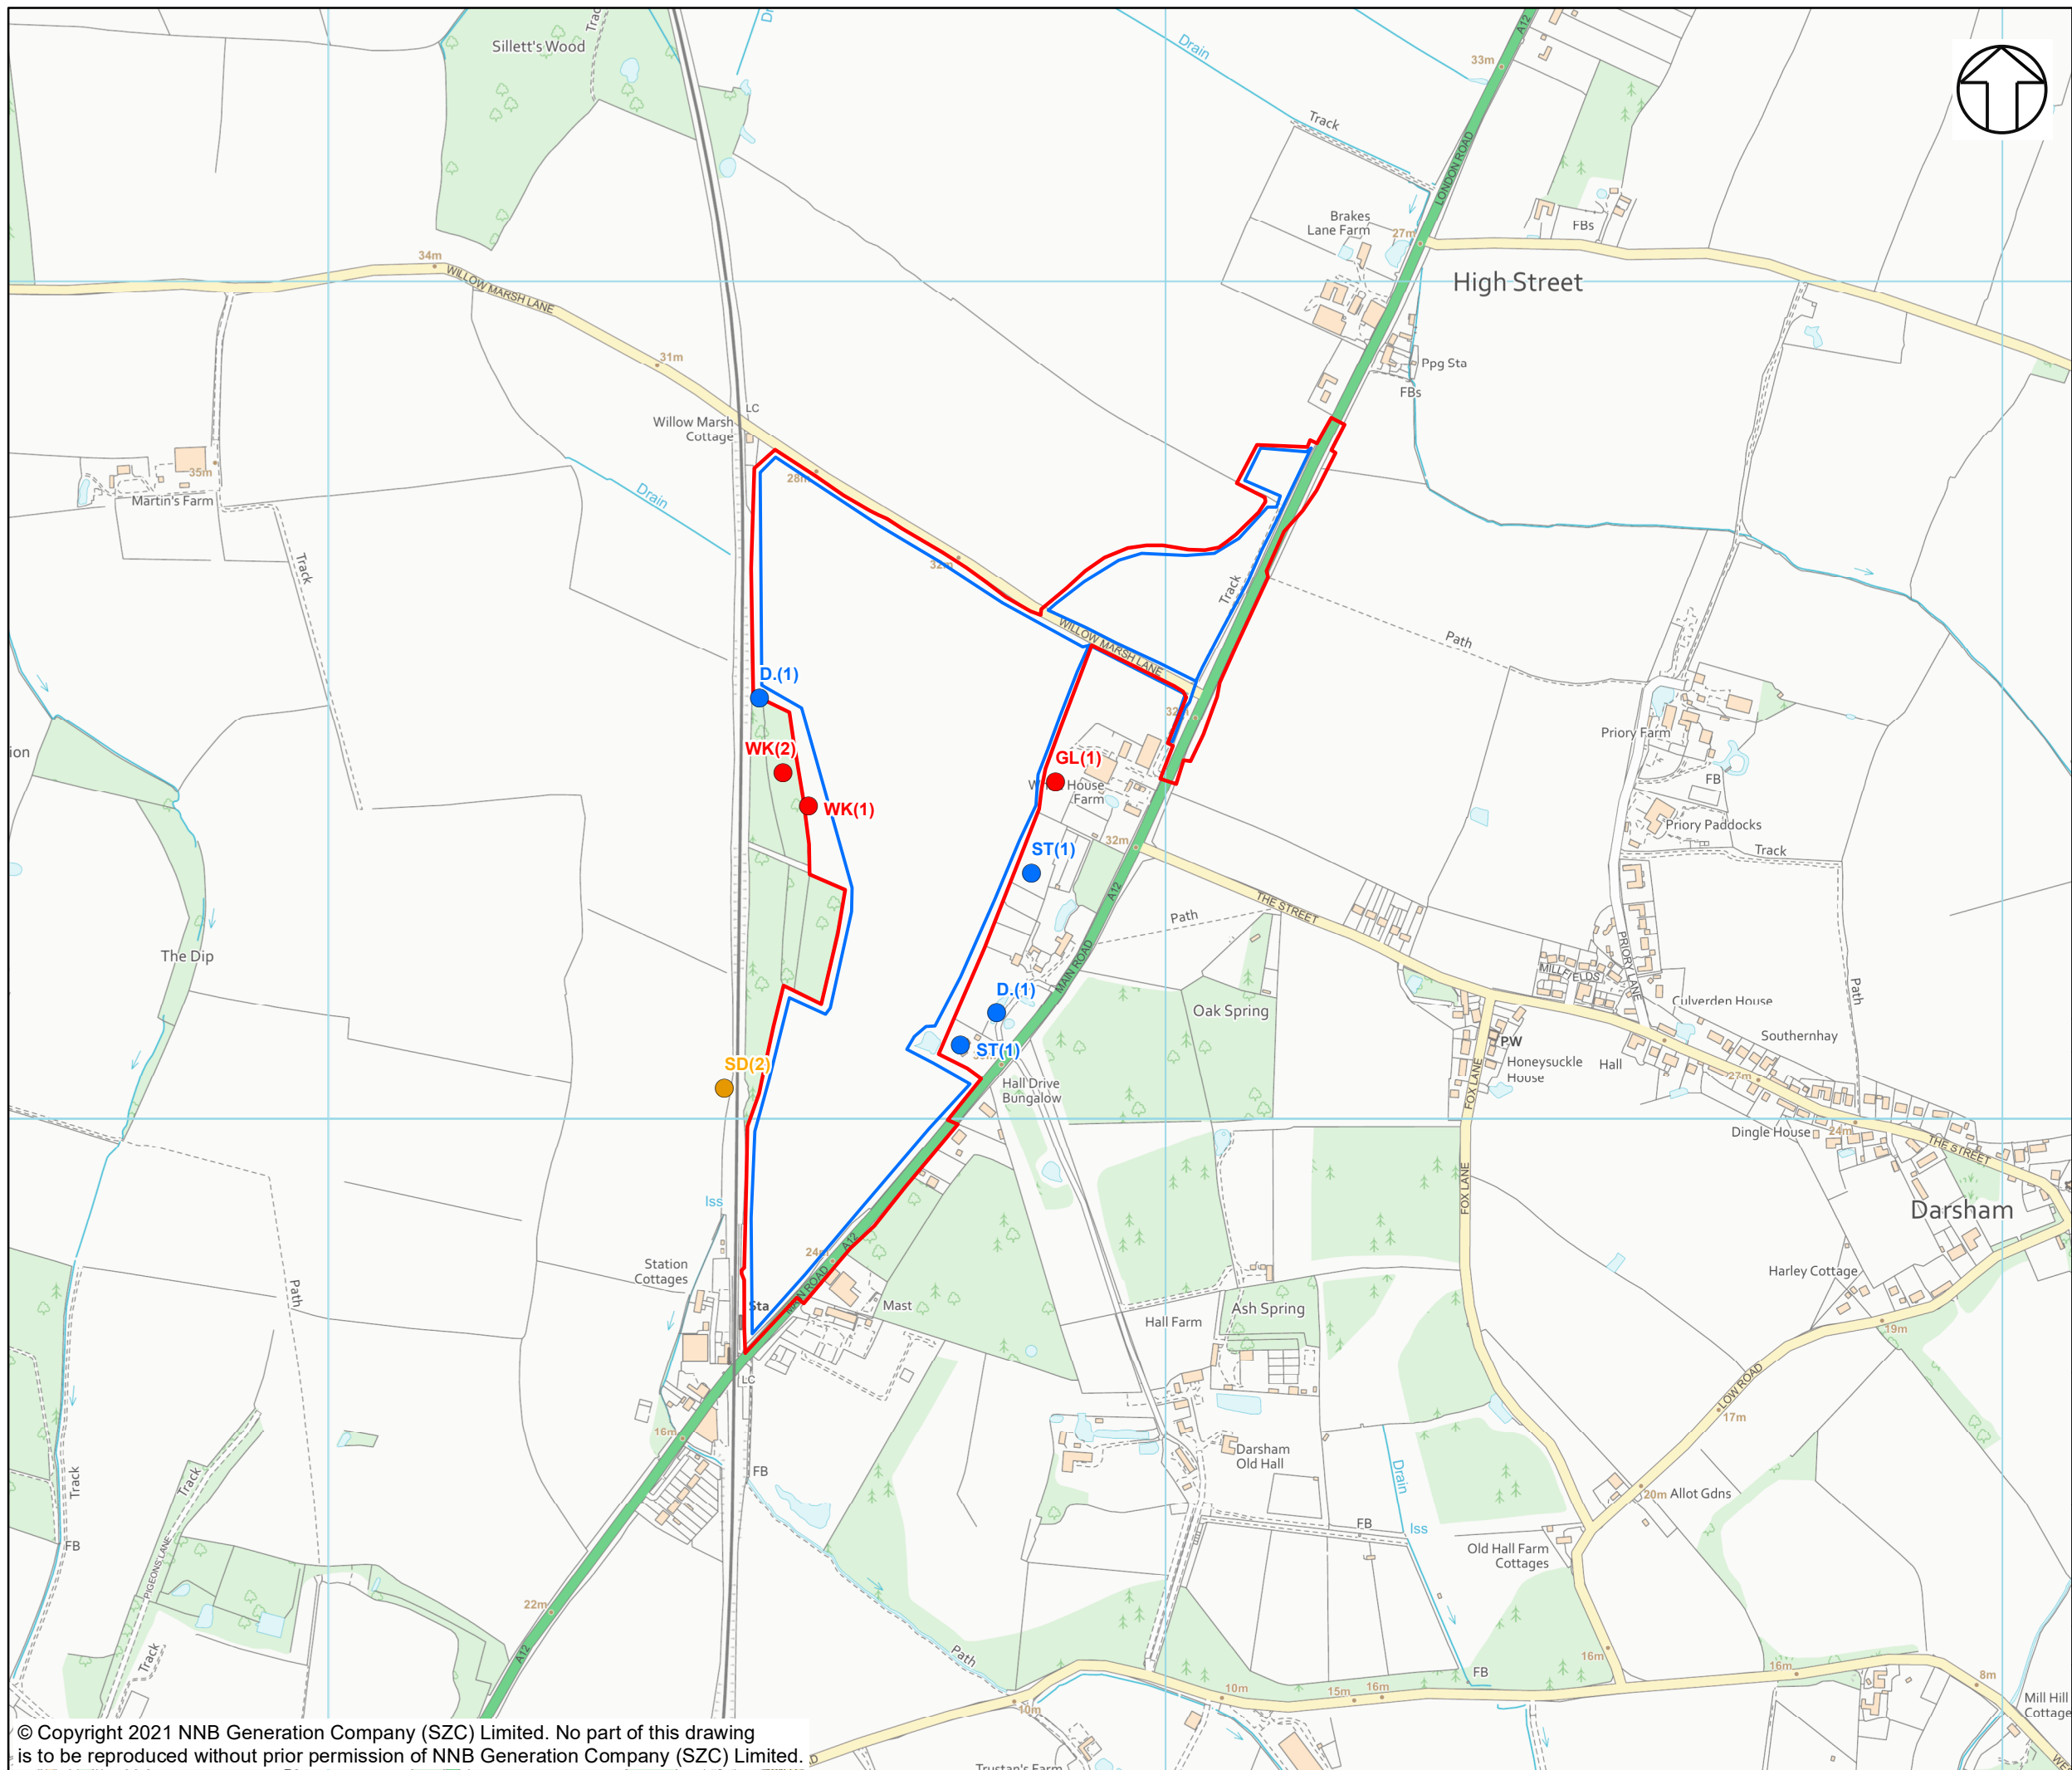 Sillett's Wood
Trac
Dr
Drain
A12
33m
Track
LONDON ROAD
Brakes
Lane Farm
27m
FBs
High Street
34m
WILLOW MARSH LANE
31m
Ppg Sta
FBs
LC
Willow Marsh
Cottage
35m
Martin's Farm
Drain
28m
32m
Track
Track
WILLOW MARSH LANE
Path
D.(1)
32m
Priory Farm
WK(2)
GL(1)
House
Farm
FB
WK(1)
Priory Paddocks
32m
Track
ST(1)
A12
THE STREET
Path
The Dip
MAIN ROAD
PRIORY LANE
MILLFIELDS
Path
D.(1)
Culverden House
Oak Spring
Southernhay
ST(1)
PW
Honeysuckle
House
Hall
SD(2)
27m
Hall Drive
Bungalow
FOX LANE
Dingle House
24m
THE STREET
FOX LANE
Iss
Darsham
Station
Cottages
24m
A12
MAIN ROAD
Harley Cottage
Path
Sta
Mast
Ash Spring
Hall Farm
19m
LC
LOW ROAD
17m
16m
Darsham
Old Hall
FB
Drain
Track
Track
20m
Allot Gdns
FB
Iss
FB
Old Hall Farm
Cottages
PIGEONS LANE
22m
A12
Track
Path
16m
FB
16m
10m
15m
16m
8m
10m
Mill Hill
Cottage
© Copyright 2021 NNB Generation Company (SZC) Limited. No part of this drawing
is to be reproduced without prior permission of NNB Generation Company (SZC) Limited.
Trustan's Farm